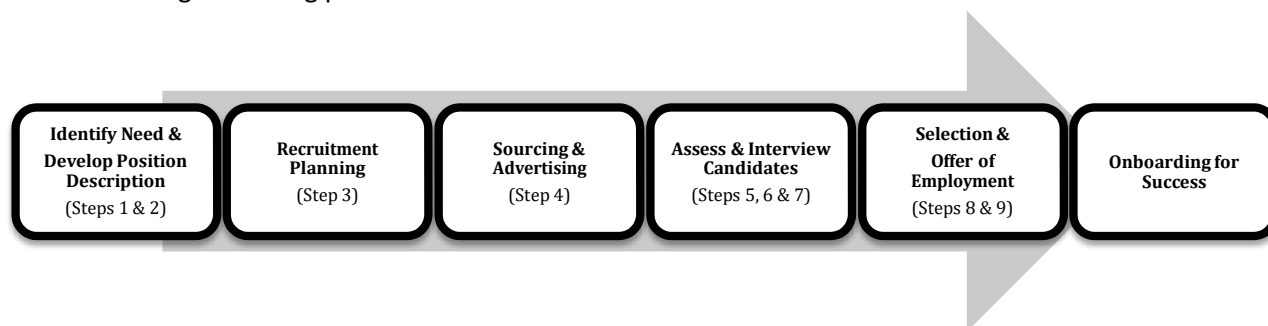 Identify Need &
Develop Position
Description
(Steps 1 & 2)
Recruitment
Planning
(Step 3)
Sourcing &
Advertising
(Step 4)
Assess & Interview
Candidates
(Steps 5, 6 & 7)
Selection &
Offer of
Employment
(Steps 8 & 9)
Onboarding for
Success